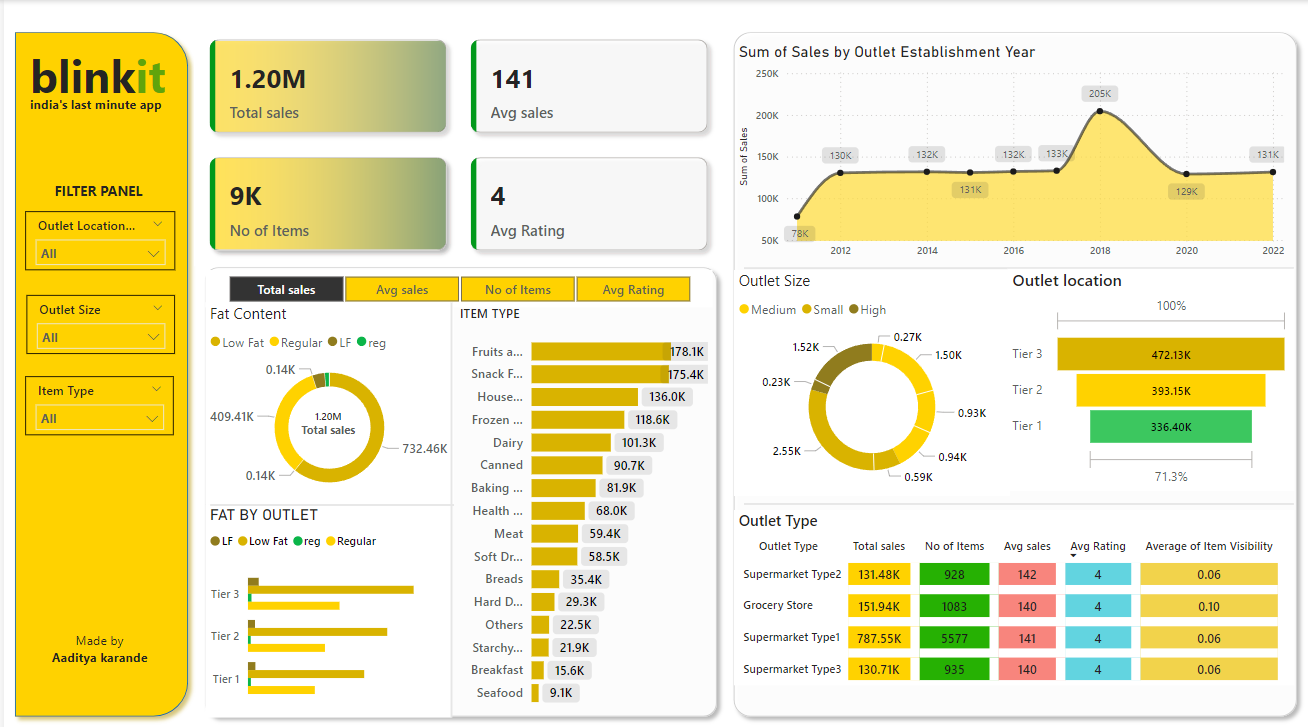 blinkit
india's last minute app
FILTER PANEL
Outlet Location...
All
Outlet Size
All
Item Type
All
Made by
Aaditya karande
1.20M
Total sales
141
Avg sales
9K
No of Items
4
Avg Rating
Total sales Avg sales No of Items Avg Rating
Fat Content
Low Fat Regular LF reg
0.14K
409.41K
1.20M
Total sales
732.46K
0.14K
FAT BY OUTLET
LF Low Fat reg Regular
Tier 3
Tier 2
Tier 1
ITEM TYPE
Fruits a... 178.1K
Snack F... 175.4K
House... 136.0K
Frozen ... 118.6K
Dairy 101.3K
Canned 90.7K
Baking ... 81.9K
Health ... 68.0K
Meat 59.4K
Soft Dr... 58.5K
Breads 35.4K
Hard D... 29.3K
Others 22.5K
Starchy... 21.9K
Breakfast 15.6K
Seafood 9.1K
Sum of Sales by Outlet Establishment Year
Sum of Sales
250K
200K
150K
100K
50K
78K
130K
132K
131K
132K
133K
205K
129K
131K
2012 2014 2016 2018 2020 2022
Outlet Size
Medium Small High
0.27K
1.52K
1.50K
0.23K
0.93K
2.55K
0.94K
0.59K
Outlet location
100%
Tier 3 472.13K
Tier 2 393.15K
Tier 1 336.40K
71.3%
Outlet Type
Outlet Type Total sales No of Items Avg sales Avg Rating Average of Item Visibility
Supermarket Type2 131.48K 928 142 4 0.06
Grocery Store 151.94K 1083 140 4 0.10
Supermarket Type1 787.55K 5577 141 4 0.06
Supermarket Type3 130.71K 935 140 4 0.06